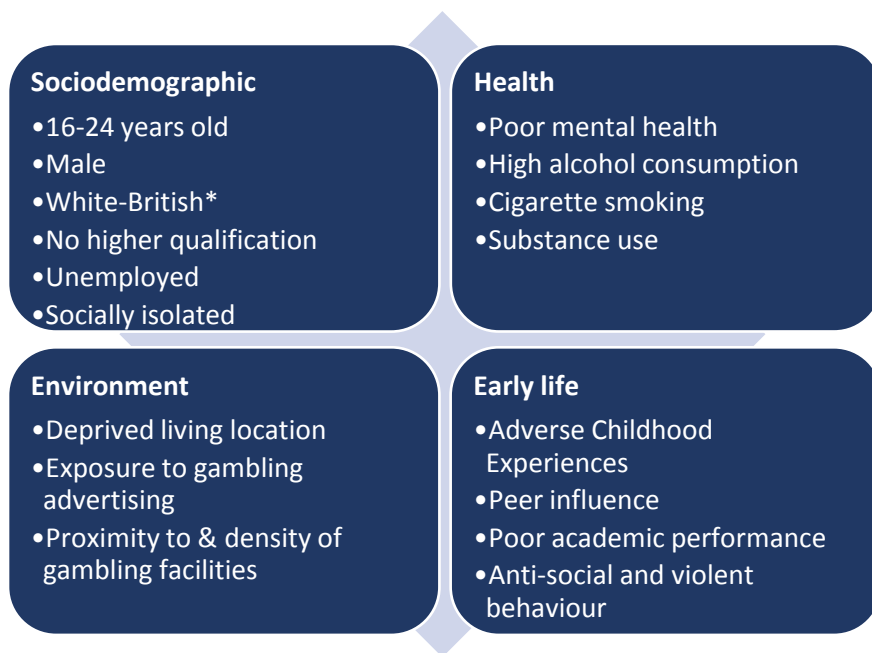 Sociodemographic
•16-24 years old
•Male
•White-British*
•No higher qualification
•Unemployed
•Socially isolated
Health
•Poor mental health
•High alcohol consumption
•Cigarette smoking
•Substance use
Environment
•Deprived living location
•Exposure to gambling
advertising
•Proximity to & density of
gambling facilities
Early life
•Adverse Childhood
Experiences
•Peer influence
•Poor academic performance
•Anti-social and violent
behaviour